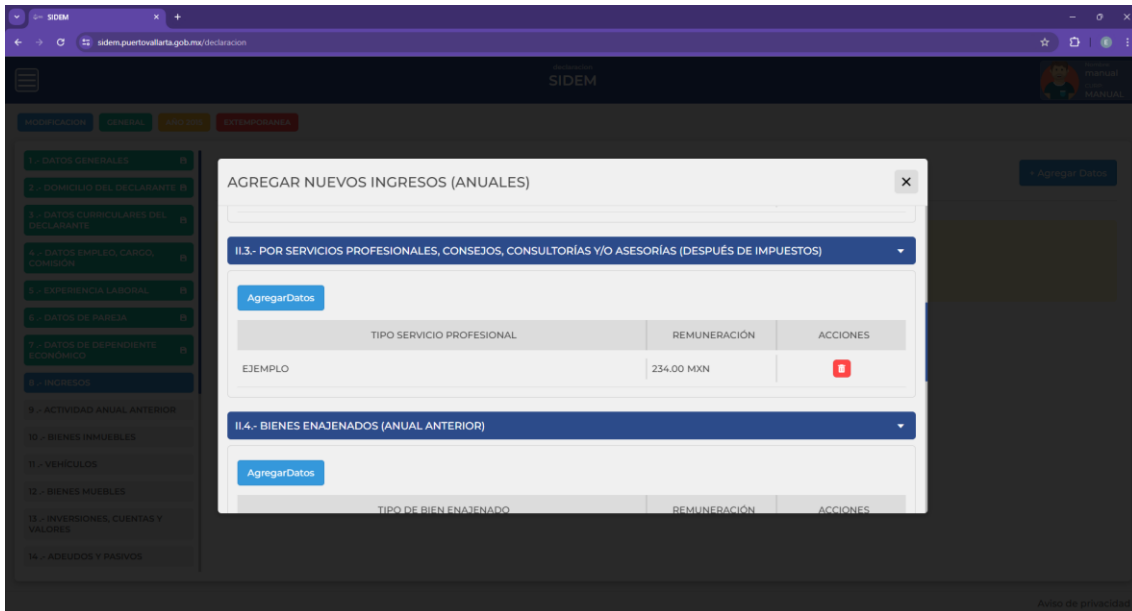 SIDEM
sidem.puertovallarta.gob.mx/declaracion
SIDEM
manual
MANUAL
MODIFICACIÓN GENERAL EXTEMPORÁNEA
1 .- DATOS GENERALES
2 .- DOMICILIO DEL DECLARANTE
3 .- DATOS CURRICULARES DEL
DECLARANTE
4 .- DATOS EMPLEO, CARGO,
COMISIÓN
5 .- EXPERIENCIA LABORAL
6 .- DATOS DE PAREJA
7 .- DATOS DE DEPENDIENTE
ECONÓMICO
8 .- INGRESOS
9 .- ACTIVIDAD ANUAL ANTERIOR
10 .- BIENES INMUEBLES
11 .- VEHÍCULOS
12 .- BIENES MUEBLES
13 .- INVERSIONES, CUENTAS Y
VALORES
14 .- ADEUDOS Y PASIVOS
+ Agregar Datos
AGREGAR NUEVOS INGRESOS (ANUALES)
II.3.- POR SERVICIOS PROFESIONALES, CONSEJOS, CONSULTORÍAS Y/O ASESORÍAS (DESPUÉS DE IMPUESTOS)
AgregarDatos
TIPO SERVICIO PROFESIONAL REMUNERACIÓN ACCIONES
EJEMPLO 234.00 MXN
II.4.- BIENES ENAJENADOS (ANUAL ANTERIOR)
AgregarDatos
TIPO DE BIEN ENAJENADO REMUNERACIÓN ACCIONES
Aviso de privacidad